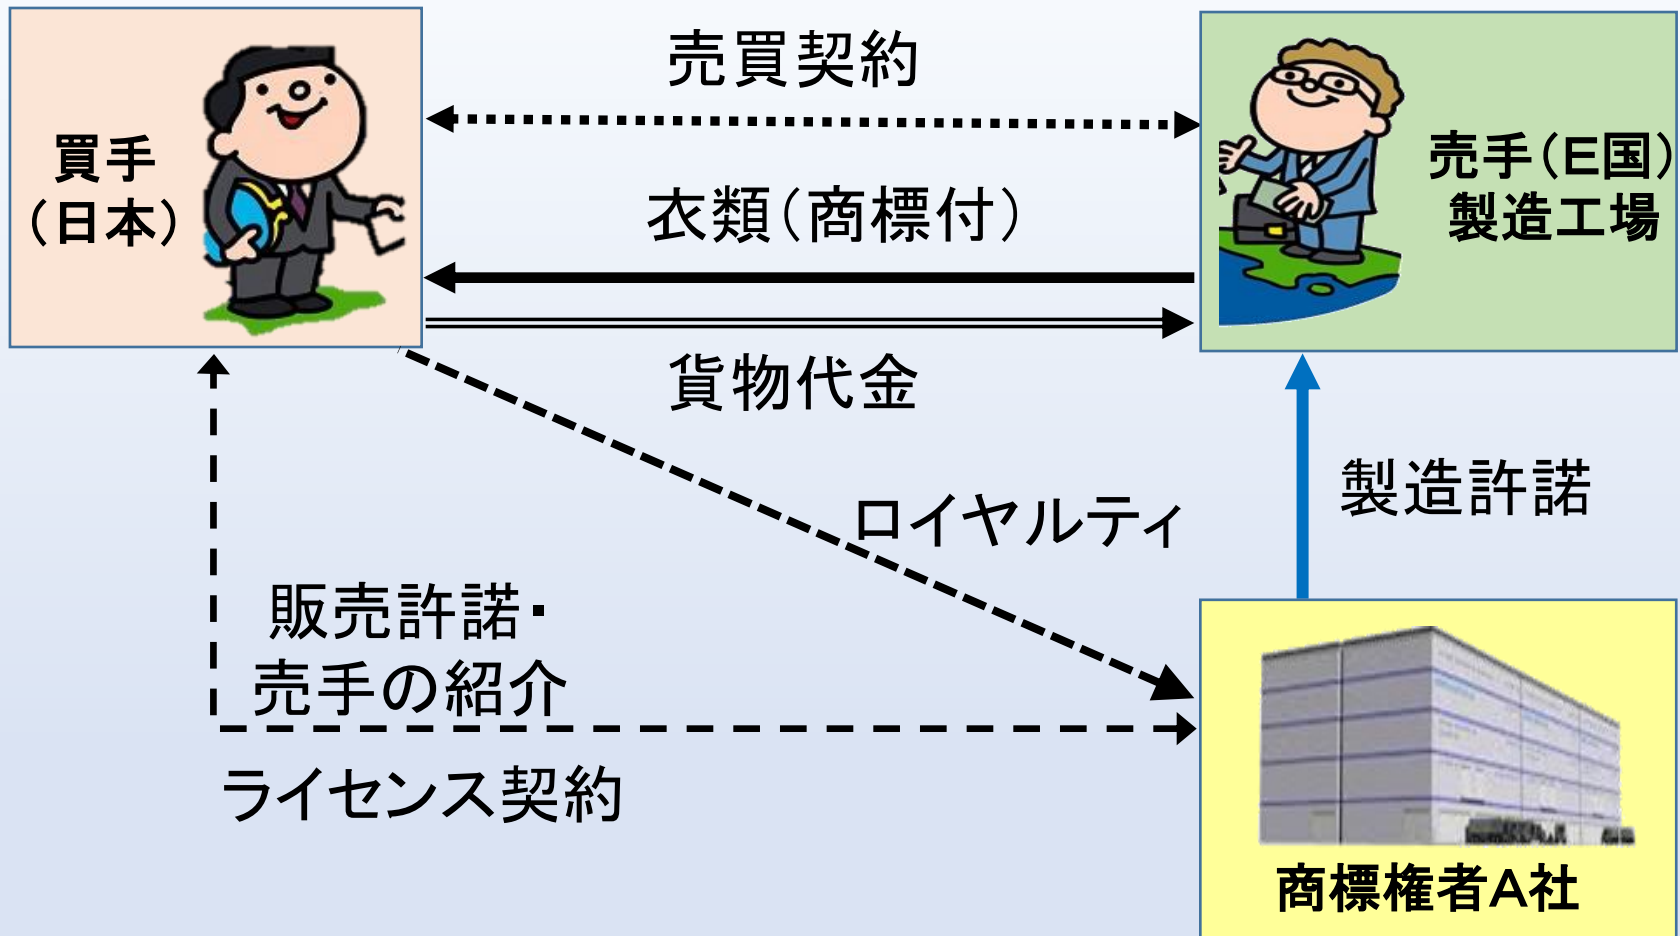 売買契約
買手
（日本）
売手（E国）
製造工場
衣類（商標付）
貨物代金
製造許諾
ロイヤルティ
販売許諾・
売手の紹介
ライセンス契約
商標権者A社